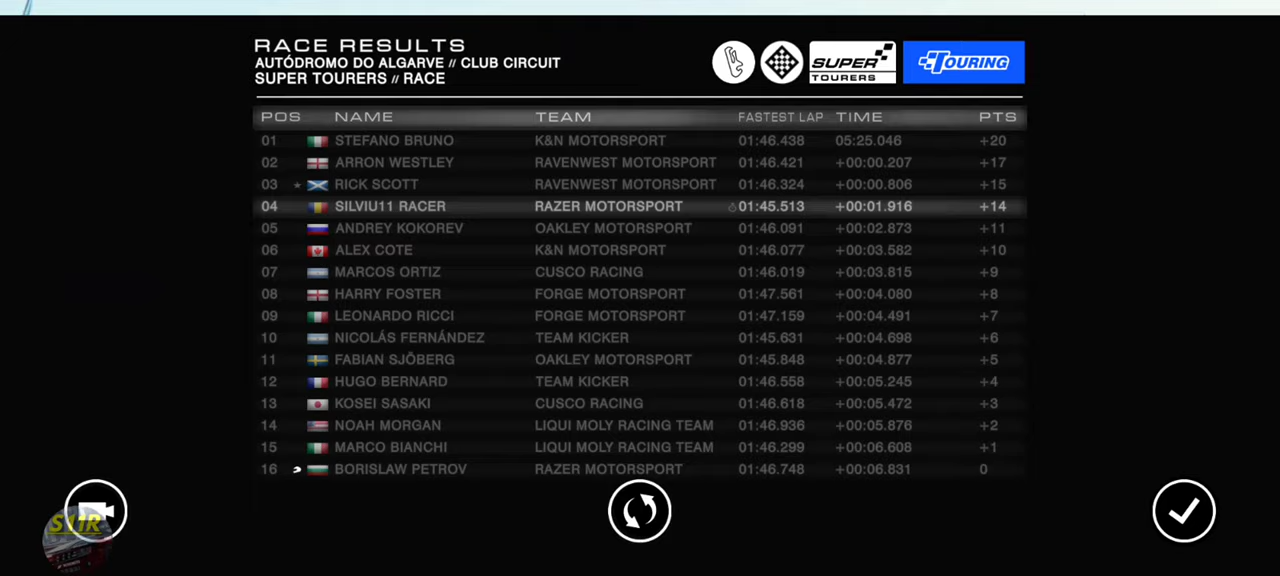 RACE RESULTS
AUTÓDROMO DO ALGARVE // CLUB CIRCUIT
SUPER TOURERS // RACE
SUPER TOURERS
TOURING
POS NAME TEAM FASTEST LAP TIME PTS
01 STEFANO BRUNO K&N MOTORSPORT 01:46.438 05:25.046 +20
02 ARRON WESTLEY RAVENWEST MOTORSPORT 01:46.421 +00:00.207 +17
03 RICK SCOTT RAVENWEST MOTORSPORT 01:46.324 +00:00.806 +15
04 SILVIU11 RACER RAZER MOTORSPORT 01:45.513 +00:01.916 +14
05 ANDREY KOKOREV OAKLEY MOTORSPORT 01:46.091 +00:02.873 +11
06 ALEX COTE K&N MOTORSPORT 01:46.077 +00:03.582 +10
07 MARCOS ORTIZ CUSCO RACING 01:46.019 +00:03.815 +9
08 HARRY FOSTER FORGE MOTORSPORT 01:47.561 +00:04.080 +8
09 LEONARDO RICCI FORGE MOTORSPORT 01:47.159 +00:04.491 +7
10 NICOLÁS FERNÁNDEZ TEAM KICKER 01:45.631 +00:04.698 +6
11 FABIAN SJÖBERG OAKLEY MOTORSPORT 01:45.848 +00:04.877 +5
12 HUGO BERNARD TEAM KICKER 01:46.558 +00:05.245 +4
13 KOSEI SASAKI CUSCO RACING 01:46.618 +00:05.472 +3
14 NOAH MORGAN LIQUI MOLY RACING TEAM 01:46.936 +00:05.876 +2
15 MARCO BIANCHI LIQUI MOLY RACING TEAM 01:46.299 +00:06.608 +1
16 BORISLAW PETROV RAZER MOTORSPORT 01:46.748 +00:06.831 0
S11R